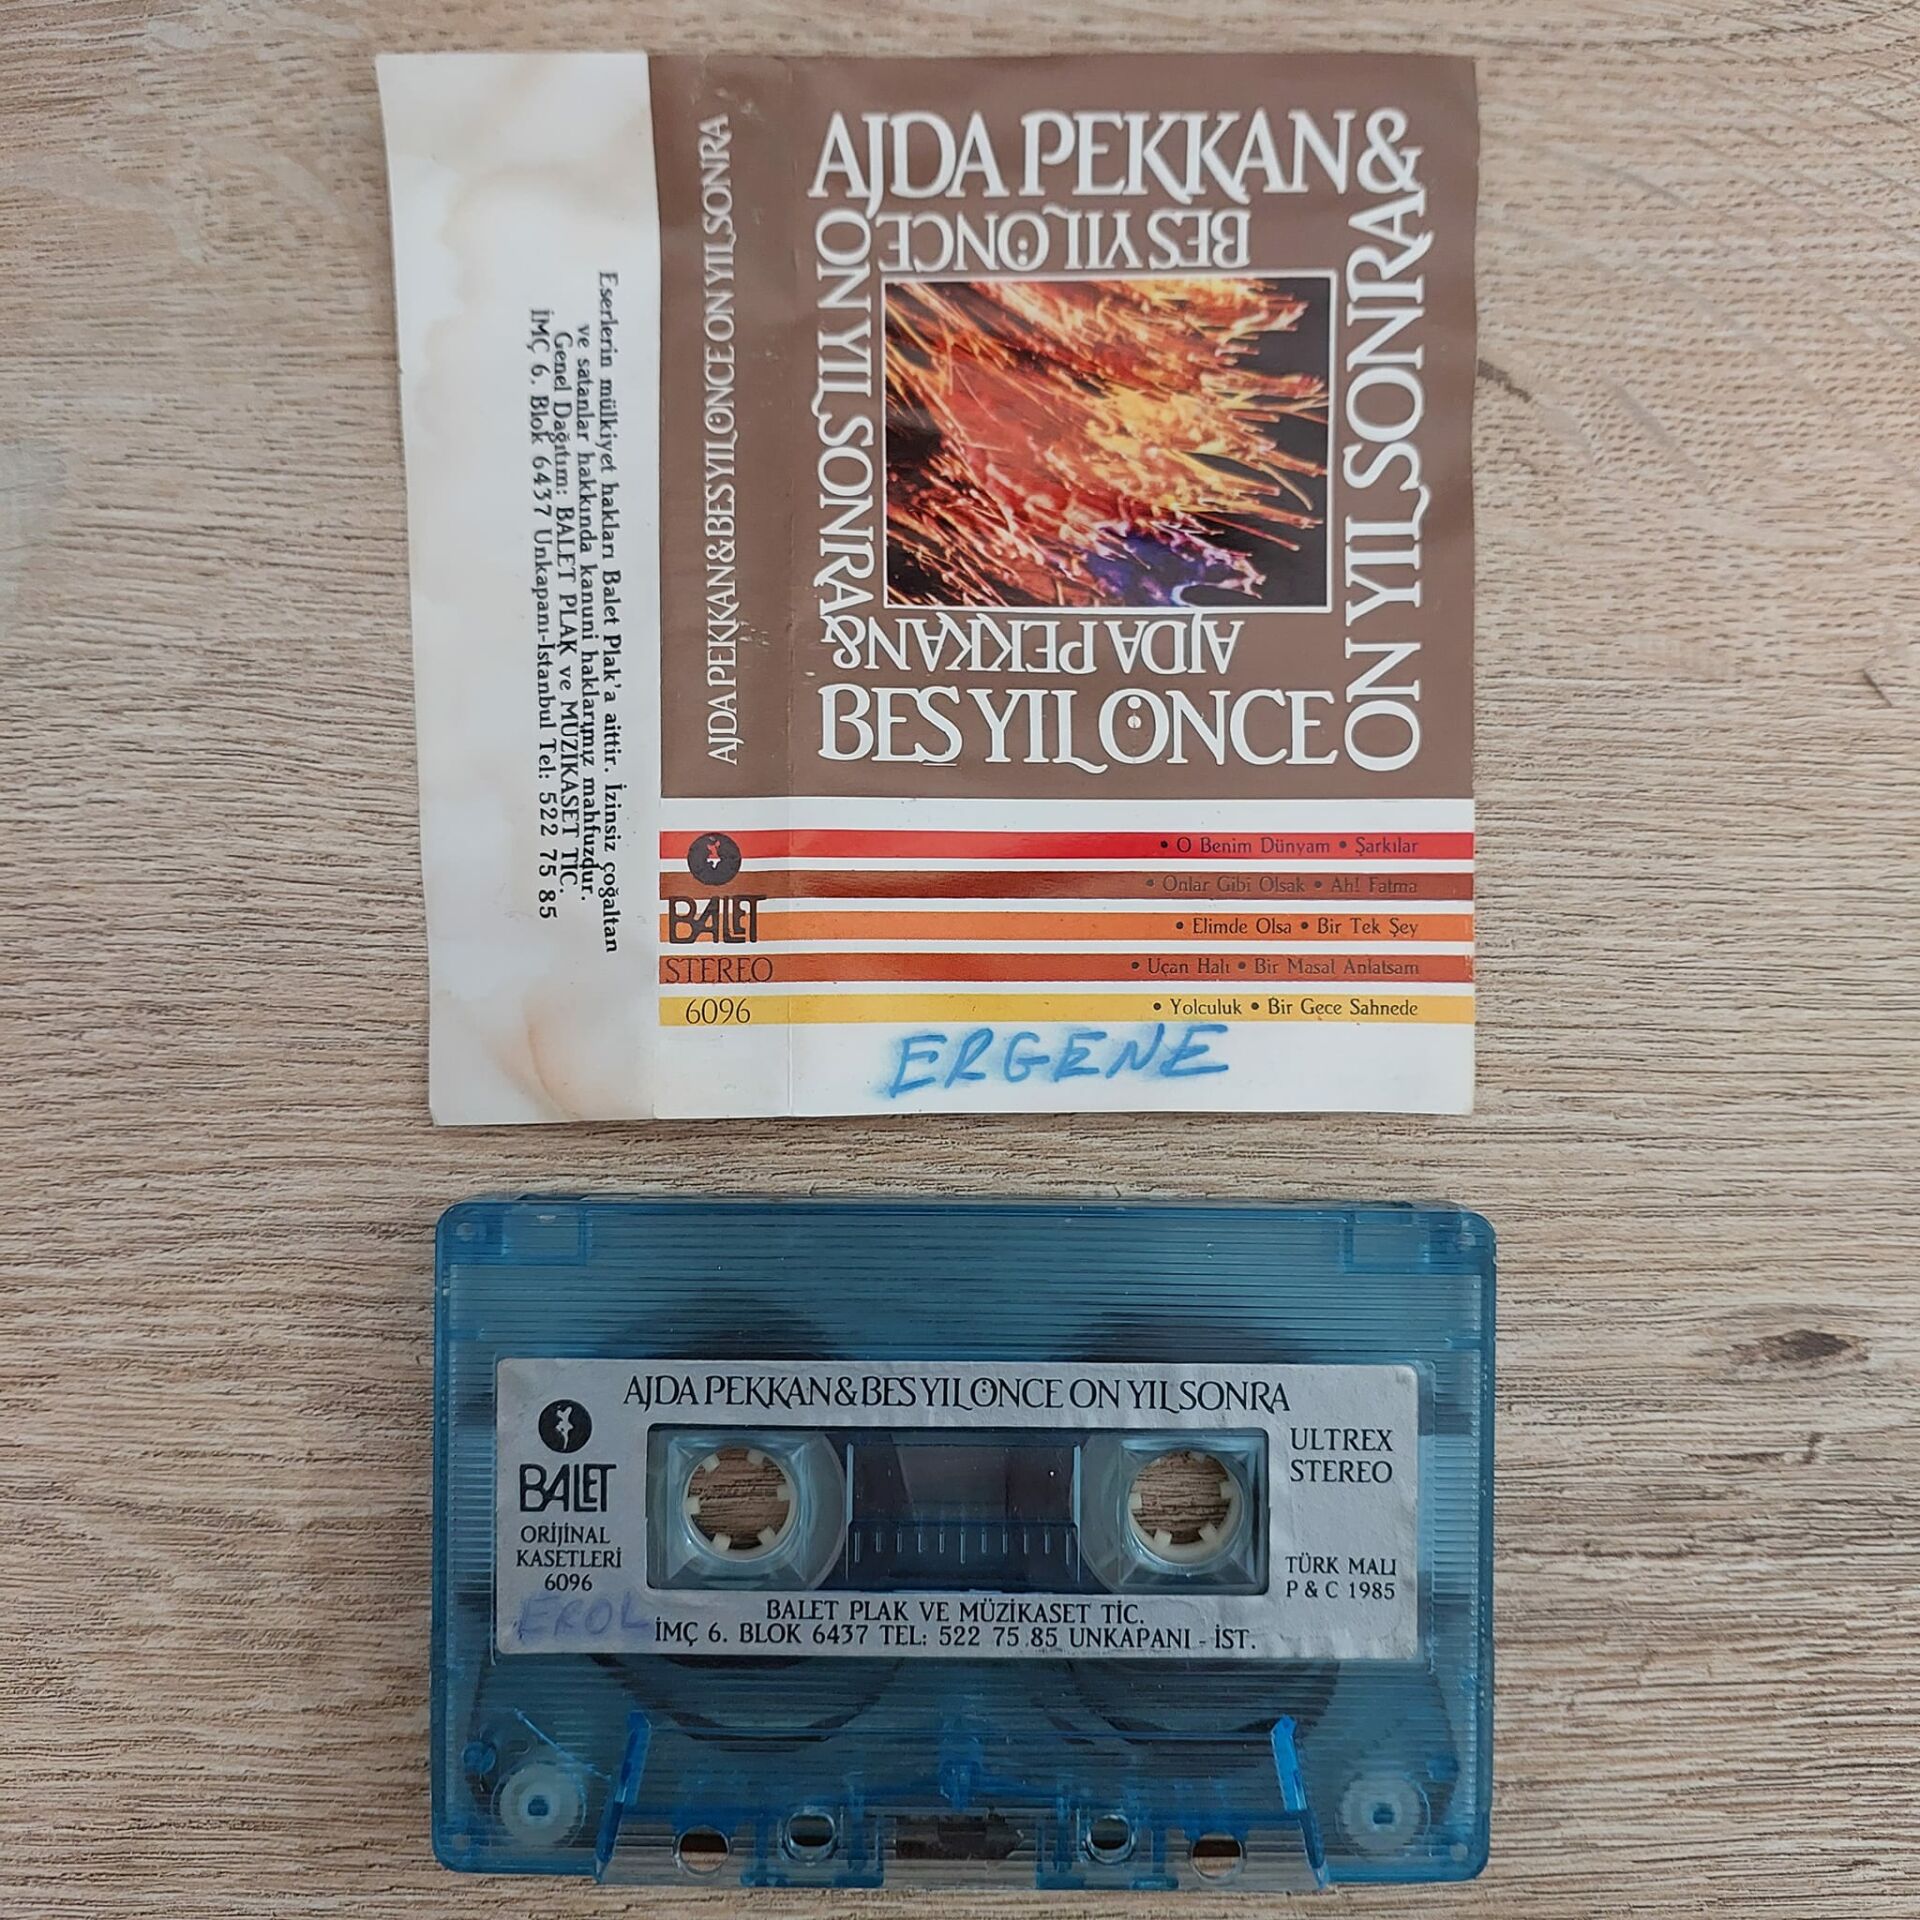 Eserlerin mülkiyet hakları Balet Plak'a aittir. İzinsiz çoğaltan
ve satanlar hakkında kanuni haklarımız mahfuzdur.
Genel Dağıtım: BALET PLAK ve MÜZİKASET TİC.
İMÇ 6. Blok 6437 Unkapanı-İstanbul Tel: 522 75 85
AJDA PEKKAN & BEŞ YIL ÖNCE ON YIL SONRA
BALET
STEREO
6096
AJDA PEKKAN &
BEŞ YIL ÖNCE
ON YIL SONRA &
ON YIL SONRA &
AJDA PEKKAN &
BEŞ YIL ÖNCE
• O Benim Dünyam • Şarkılar
• Onlar Gibi Olsak • Ah! Fatma
• Elimde Olsa • Bir Tek Şey
• Uçan Halı • Bir Masal Anlatsam
• Yolculuk • Bir Gece Sahnede
ERGENE
AJDA PEKKAN & BEŞ YIL ÖNCE ON YIL SONRA
BALET
ORİJİNAL
KASETLERİ
6096
EROL
ULTREX
STEREO
TÜRK MALI
P & C 1985
BALET PLAK VE MÜZİKASET TİC.
İMÇ 6. BLOK 6437 TEL: 522 75 85 UNKAPANI - İST.